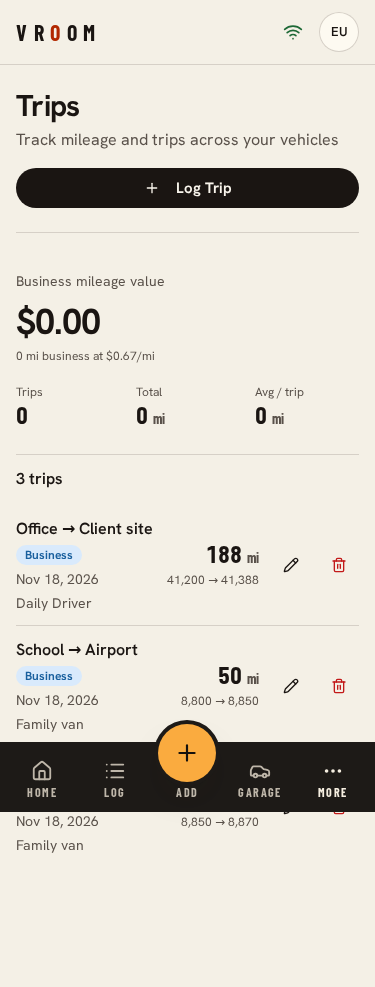 VROOM
EU
Trips
Track mileage and trips across your vehicles
+ Log Trip
Business mileage value
$0.00
0 mi business at $0.67/mi
Trips Total Avg / trip
0 0 mi 0 mi
3 trips
Office → Client site
Business
188 mi
Nov 18, 2026
41,200 → 41,388
Daily Driver
School → Airport
Business
50 mi
Nov 18, 2026
8,800 → 8,850
Family van
HOME LOG ADD GARAGE MORE
Nov 18, 2026
8,850 → 8,870
Family van